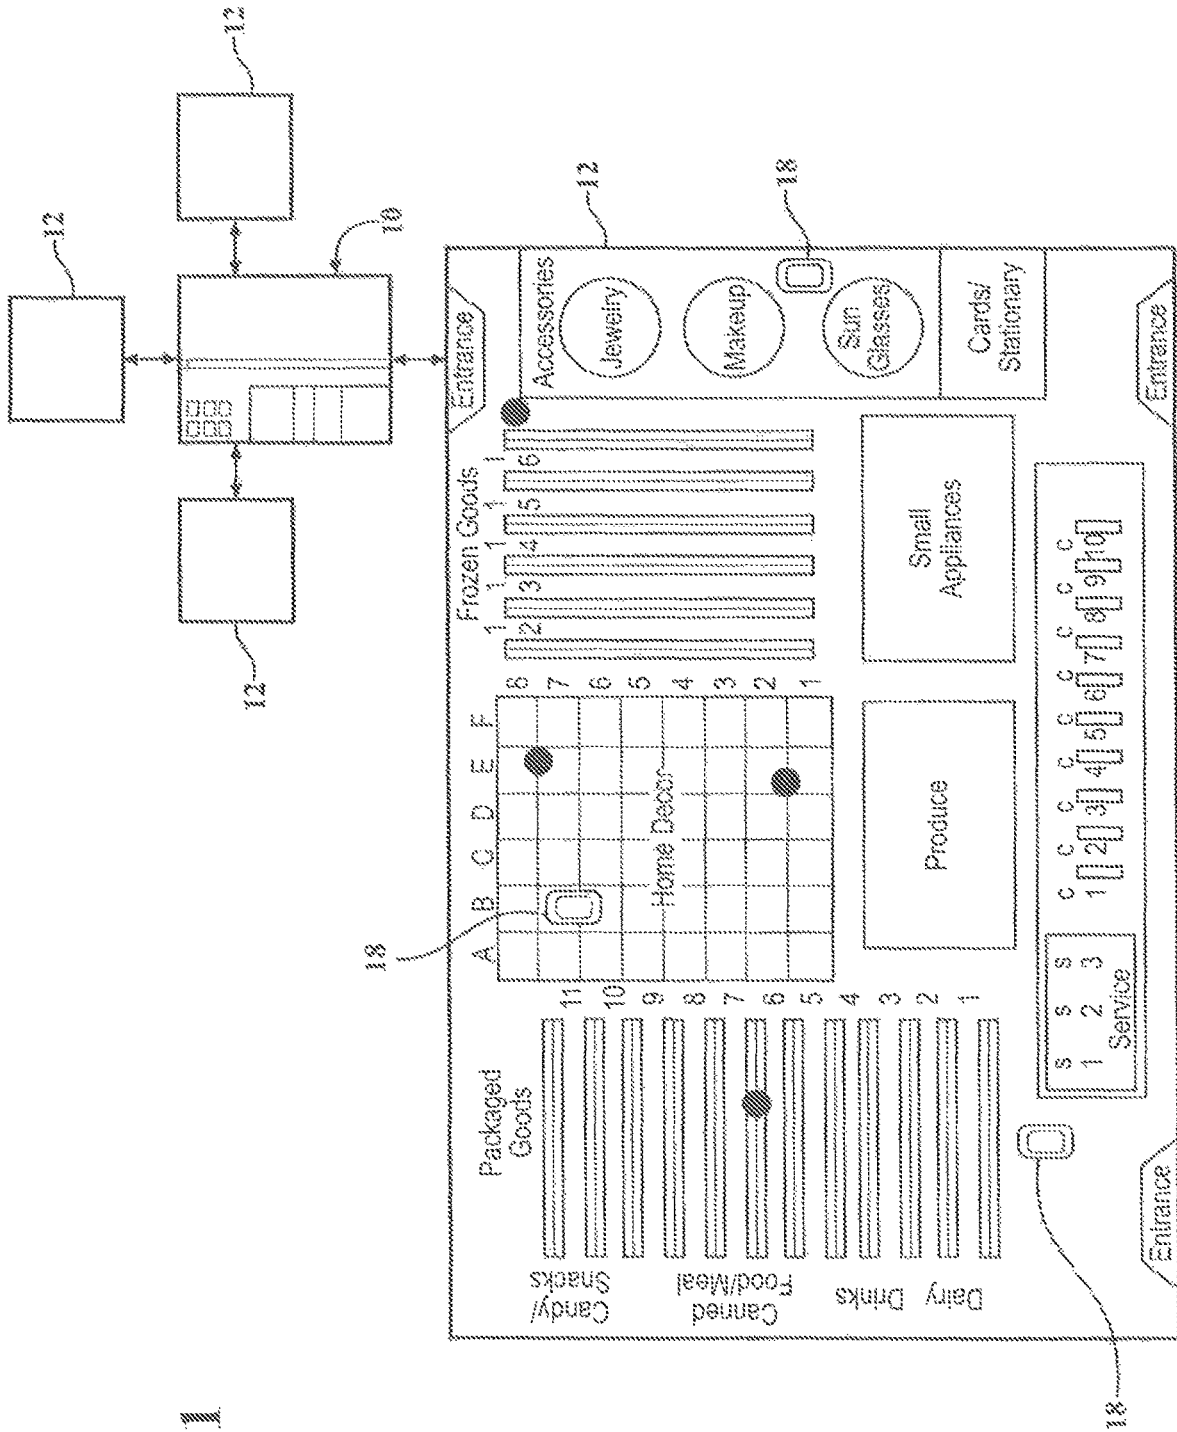 1
12
12
12
10
12
18
18
18
Entrance
Frozen Goods
1 1 1 1 1
2 3 4 5 6
A B C D E F
8
7
6
5
4
3
2
1
Home Decor
Packaged
Goods
11
10
9
8
7
6
5
4
3
2
1
Candy/
Snacks
Canned
Food/Meal
Drinks
Dairy
Accessories
Jewelry
Makeup
Sun
Glasses
Cards/
Stationary
Produce
Small
Appliances
S S S
1 2 3
Service
C C C C C C C C C
1 2 3 4 5 6 7 8 9 10
Entrance
Entrance